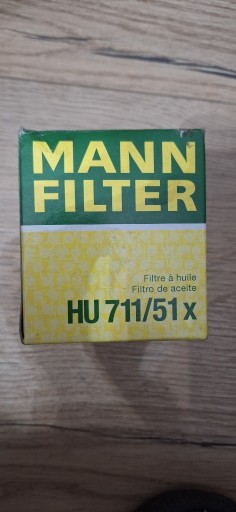 MANN
FILTER
Filtre à huile
Filtro de aceite
HU 711/51 x